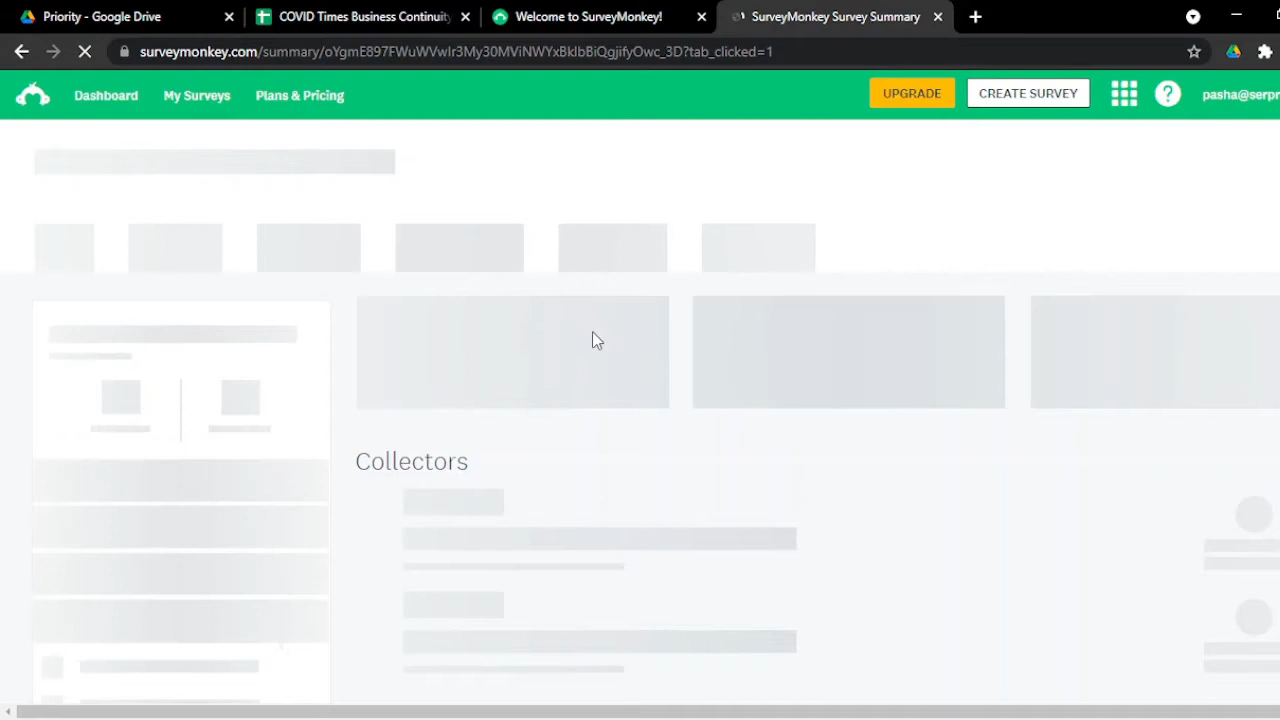 Priority - Google Drive
COVID Times Business Continuity
Welcome to SurveyMonkey!
SurveyMonkey Survey Summary
surveymonkey.com/summary/oYgmE897FWuWVwIr3My30MViNWYxBklbBiQgjifyOwc_3D?tab_clicked=1
Dashboard
My Surveys
Plans & Pricing
UPGRADE
CREATE SURVEY
?
pasha@serpr
Collectors